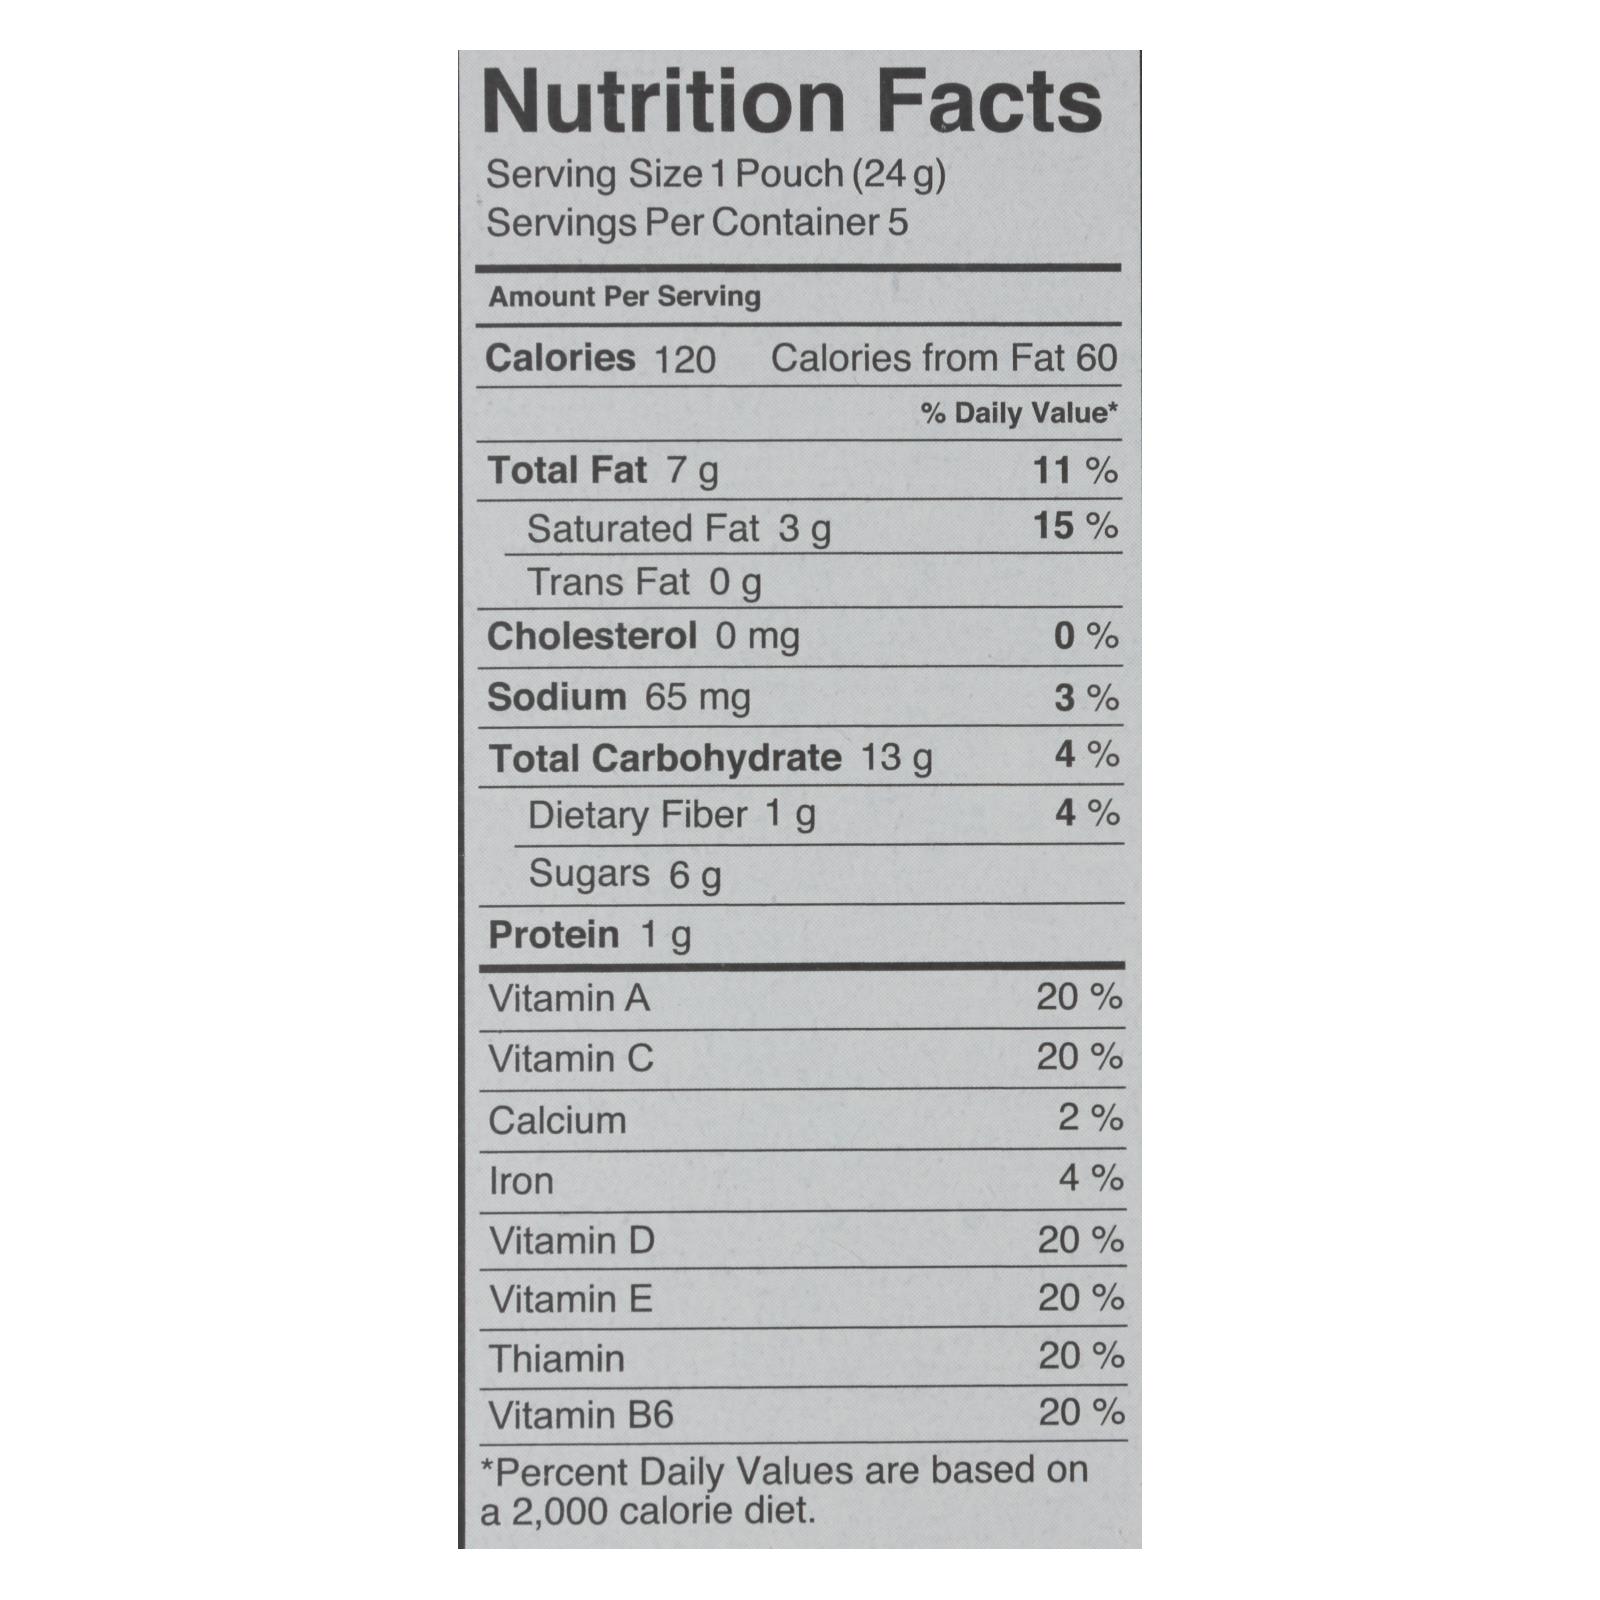 Nutrition Facts
Serving Size 1 Pouch (24 g)
Servings Per Container 5
Amount Per Serving
Calories 120 Calories from Fat 60
% Daily Value*
Total Fat 7 g 11 %
Saturated Fat 3 g 15 %
Trans Fat 0 g
Cholesterol 0 mg 0 %
Sodium 65 mg 3 %
Total Carbohydrate 13 g 4 %
Dietary Fiber 1 g 4 %
Sugars 6 g
Protein 1 g
Vitamin A 20 %
Vitamin C 20 %
Calcium 2 %
Iron 4 %
Vitamin D 20 %
Vitamin E 20 %
Thiamin 20 %
Vitamin B6 20 %
*Percent Daily Values are based on
a 2,000 calorie diet.